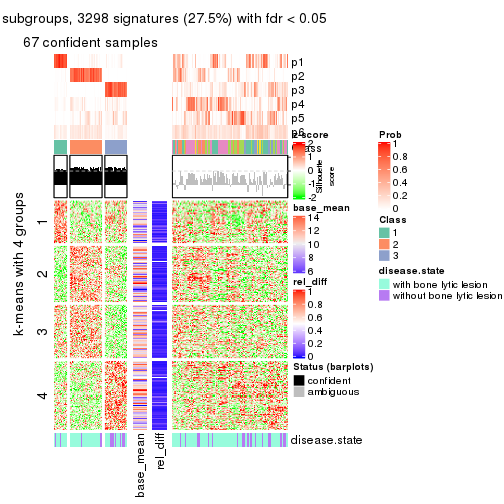 subgroups, 3298 signatures (27.5%) with fdr < 0.05
67 confident samples
p1
p2
p3
p4
p5
p6
Class
Silhouette
score
k-means with 4 groups
1
2
3
4
base_mean
rel_diff
disease.state
z-score
2
1
0
-1
-2
base_mean
14
12
10
8
6
rel_diff
1
0.8
0.6
0.4
0.2
0
Status (barplots)
confident
ambiguous
Prob
1
0.8
0.6
0.4
0.2
0
Class
1
2
3
disease.state
with bone lytic lesion
without bone lytic lesion